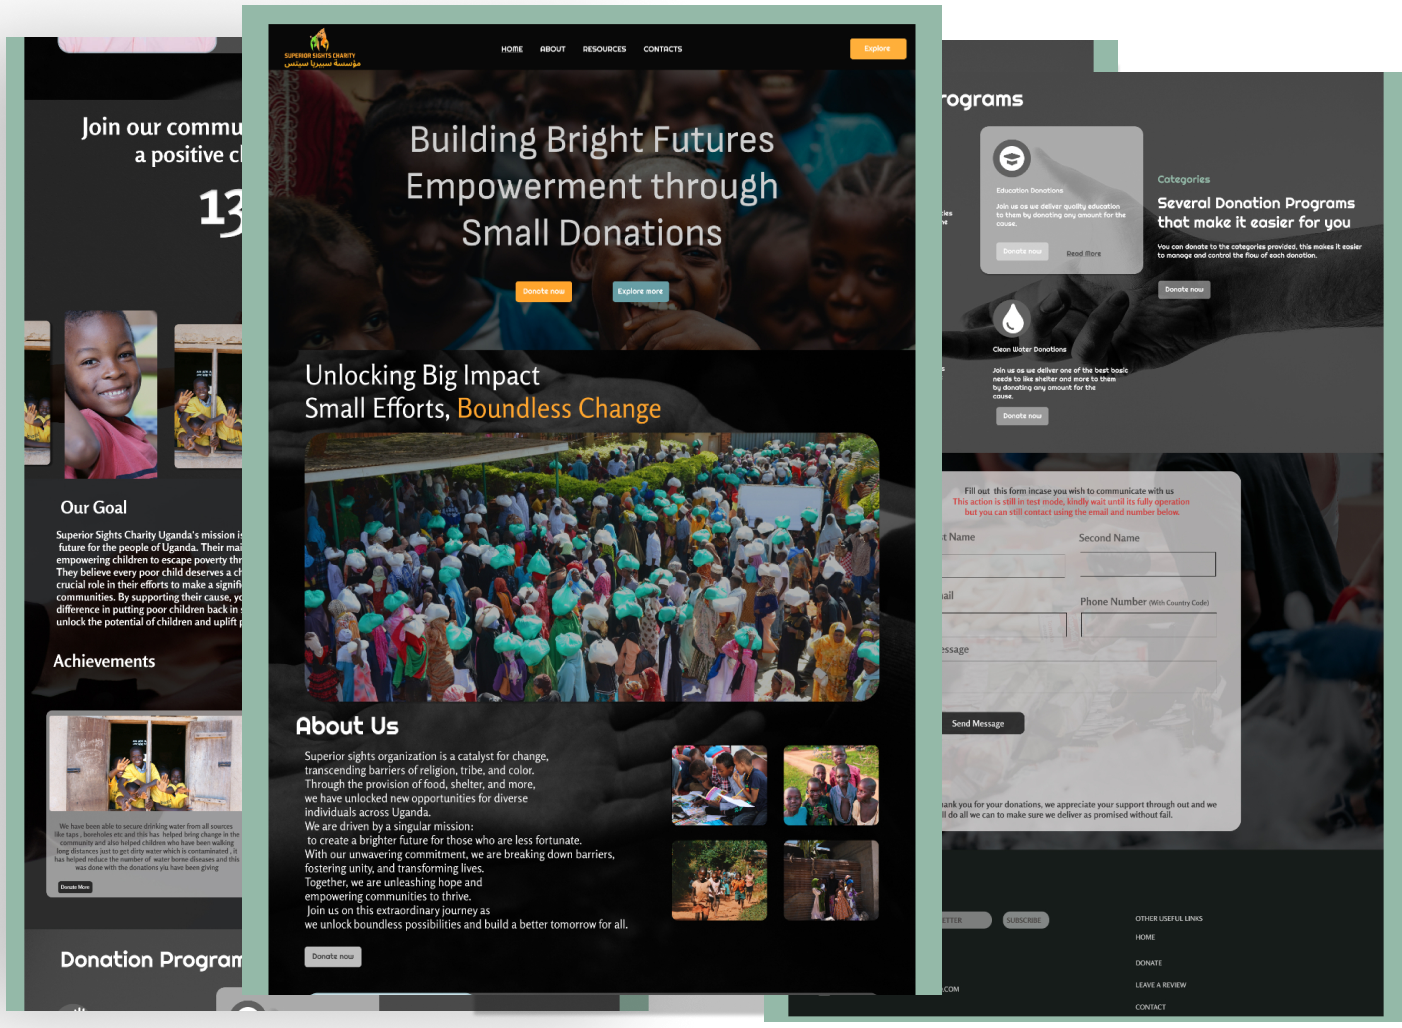 SUPERIOR SIGHTS CHARITY
مؤسسة سبيريا سيتس
HOME ABOUT RESOURCES CONTACTS
Explore
Building Bright Futures
Empowerment through
Small Donations
Donate now
Explore more
Unlocking Big Impact
Small Efforts, Boundless Change
About Us
Superior sights organization is a catalyst for change,
transcending barriers of religion, tribe, and color.
Through the provision of food, shelter, and more,
we have unlocked new opportunities for diverse
individuals across Uganda.
We are driven by a singular mission:
to create a brighter future for those who are less fortunate.
With our unwavering commitment, we are breaking down barriers,
fostering unity, and transforming lives.
Together, we are unleashing hope and
empowering communities to thrive.
Join us on this extraordinary journey as
we unlock boundless possibilities and build a better tomorrow for all.
Donate now
Join our commu
a positive cl
13
Our Goal
Superior Sights Charity Uganda's mission is
future for the people of Uganda. Their mai
empowering children to escape poverty thr
They believe every poor child deserves a ch
crucial role in their efforts to make a signifi
communities. By supporting their cause, yo
difference in putting poor children back in s
unlock the potential of children and uplift p
Achievements
We have been able to secure drinking water from all sources
like taps , boreholes etc and this has helped bring change in the
community and also helped children who have been walking
long distances just to get dirty water which is contaminated , it
has helped reduce the number of water borne diseases and this
was done with the donations you have been giving
Donate More
Donation Program
rograms
Education Donations
Join us as we deliver quality education
to them by donating any amount for the
cause.
Donate now
Read More
Clean Water Donations
Join us as we deliver one of the best basic
needs to like shelter and more to them
by donating any amount for the
cause.
Donate now
Categories
Several Donation Programs
that make it easier for you
You can donate to the categories provided, this makes it easier
to manage and control the flow of each donation.
Donate now
Fill out this form incase you wish to communicate with us
This action is still in test mode, kindly wait until its fully operation
but you can still contact using the email and number below.
t Name
Second Name
ail
Phone Number (With Country Code)
essage
Send Message
ank you for your donations, we appreciate your support through out and we
ll do all we can to make sure we deliver as promised without fail.
ETTER
SUBSCRIBE
.COM
OTHER USEFUL LINKS
HOME
DONATE
LEAVE A REVIEW
CONTACT